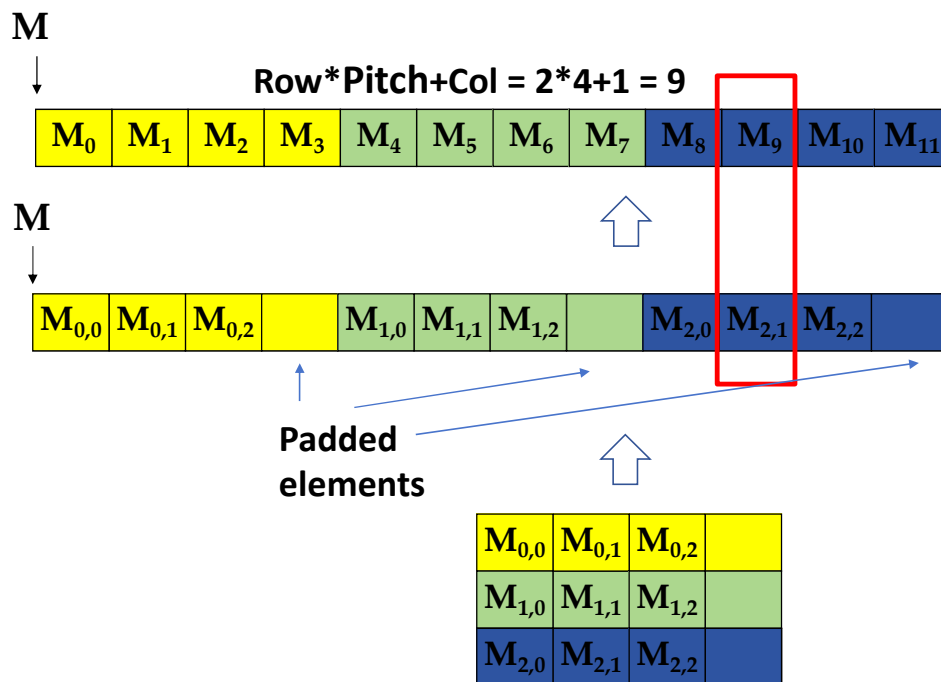 M
Row*Pitch+Col = 2*4+1 = 9
M₀ M₁ M₂ M₃ M₄ M₅ M₆ M₇ M₈ M₉ M₁₀ M₁₁
M
M₀,₀ M₀,₁ M₀,₂ M₁,₀ M₁,₁ M₁,₂ M₂,₀ M₂,₁ M₂,₂
Padded
elements
M₀,₀ M₀,₁ M₀,₂
M₁,₀ M₁,₁ M₁,₂
M₂,₀ M₂,₁ M₂,₂